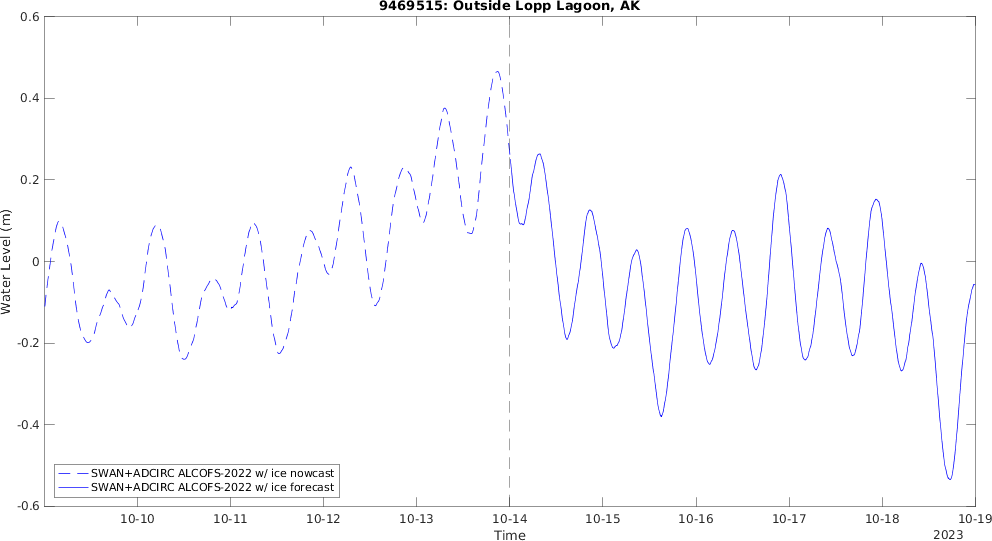 9469515: Outside Lopp Lagoon, AK
0.6
0.4
0.2
0
-0.2
-0.4
-0.6
Water Level (m)
SWAN+ADCIRC ALCOFS-2022 w/ ice nowcast
SWAN+ADCIRC ALCOFS-2022 w/ ice forecast
10-10 10-11 10-12 10-13 10-14 10-15 10-16 10-17 10-18 10-19
Time
2023